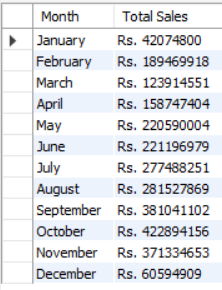 Month Total Sales
January Rs. 42074800
February Rs. 189469918
March Rs. 123914551
April Rs. 158747404
May Rs. 220590004
June Rs. 221196979
July Rs. 277488251
August Rs. 281527869
September Rs. 381041102
October Rs. 422894156
November Rs. 371334653
December Rs. 60594909